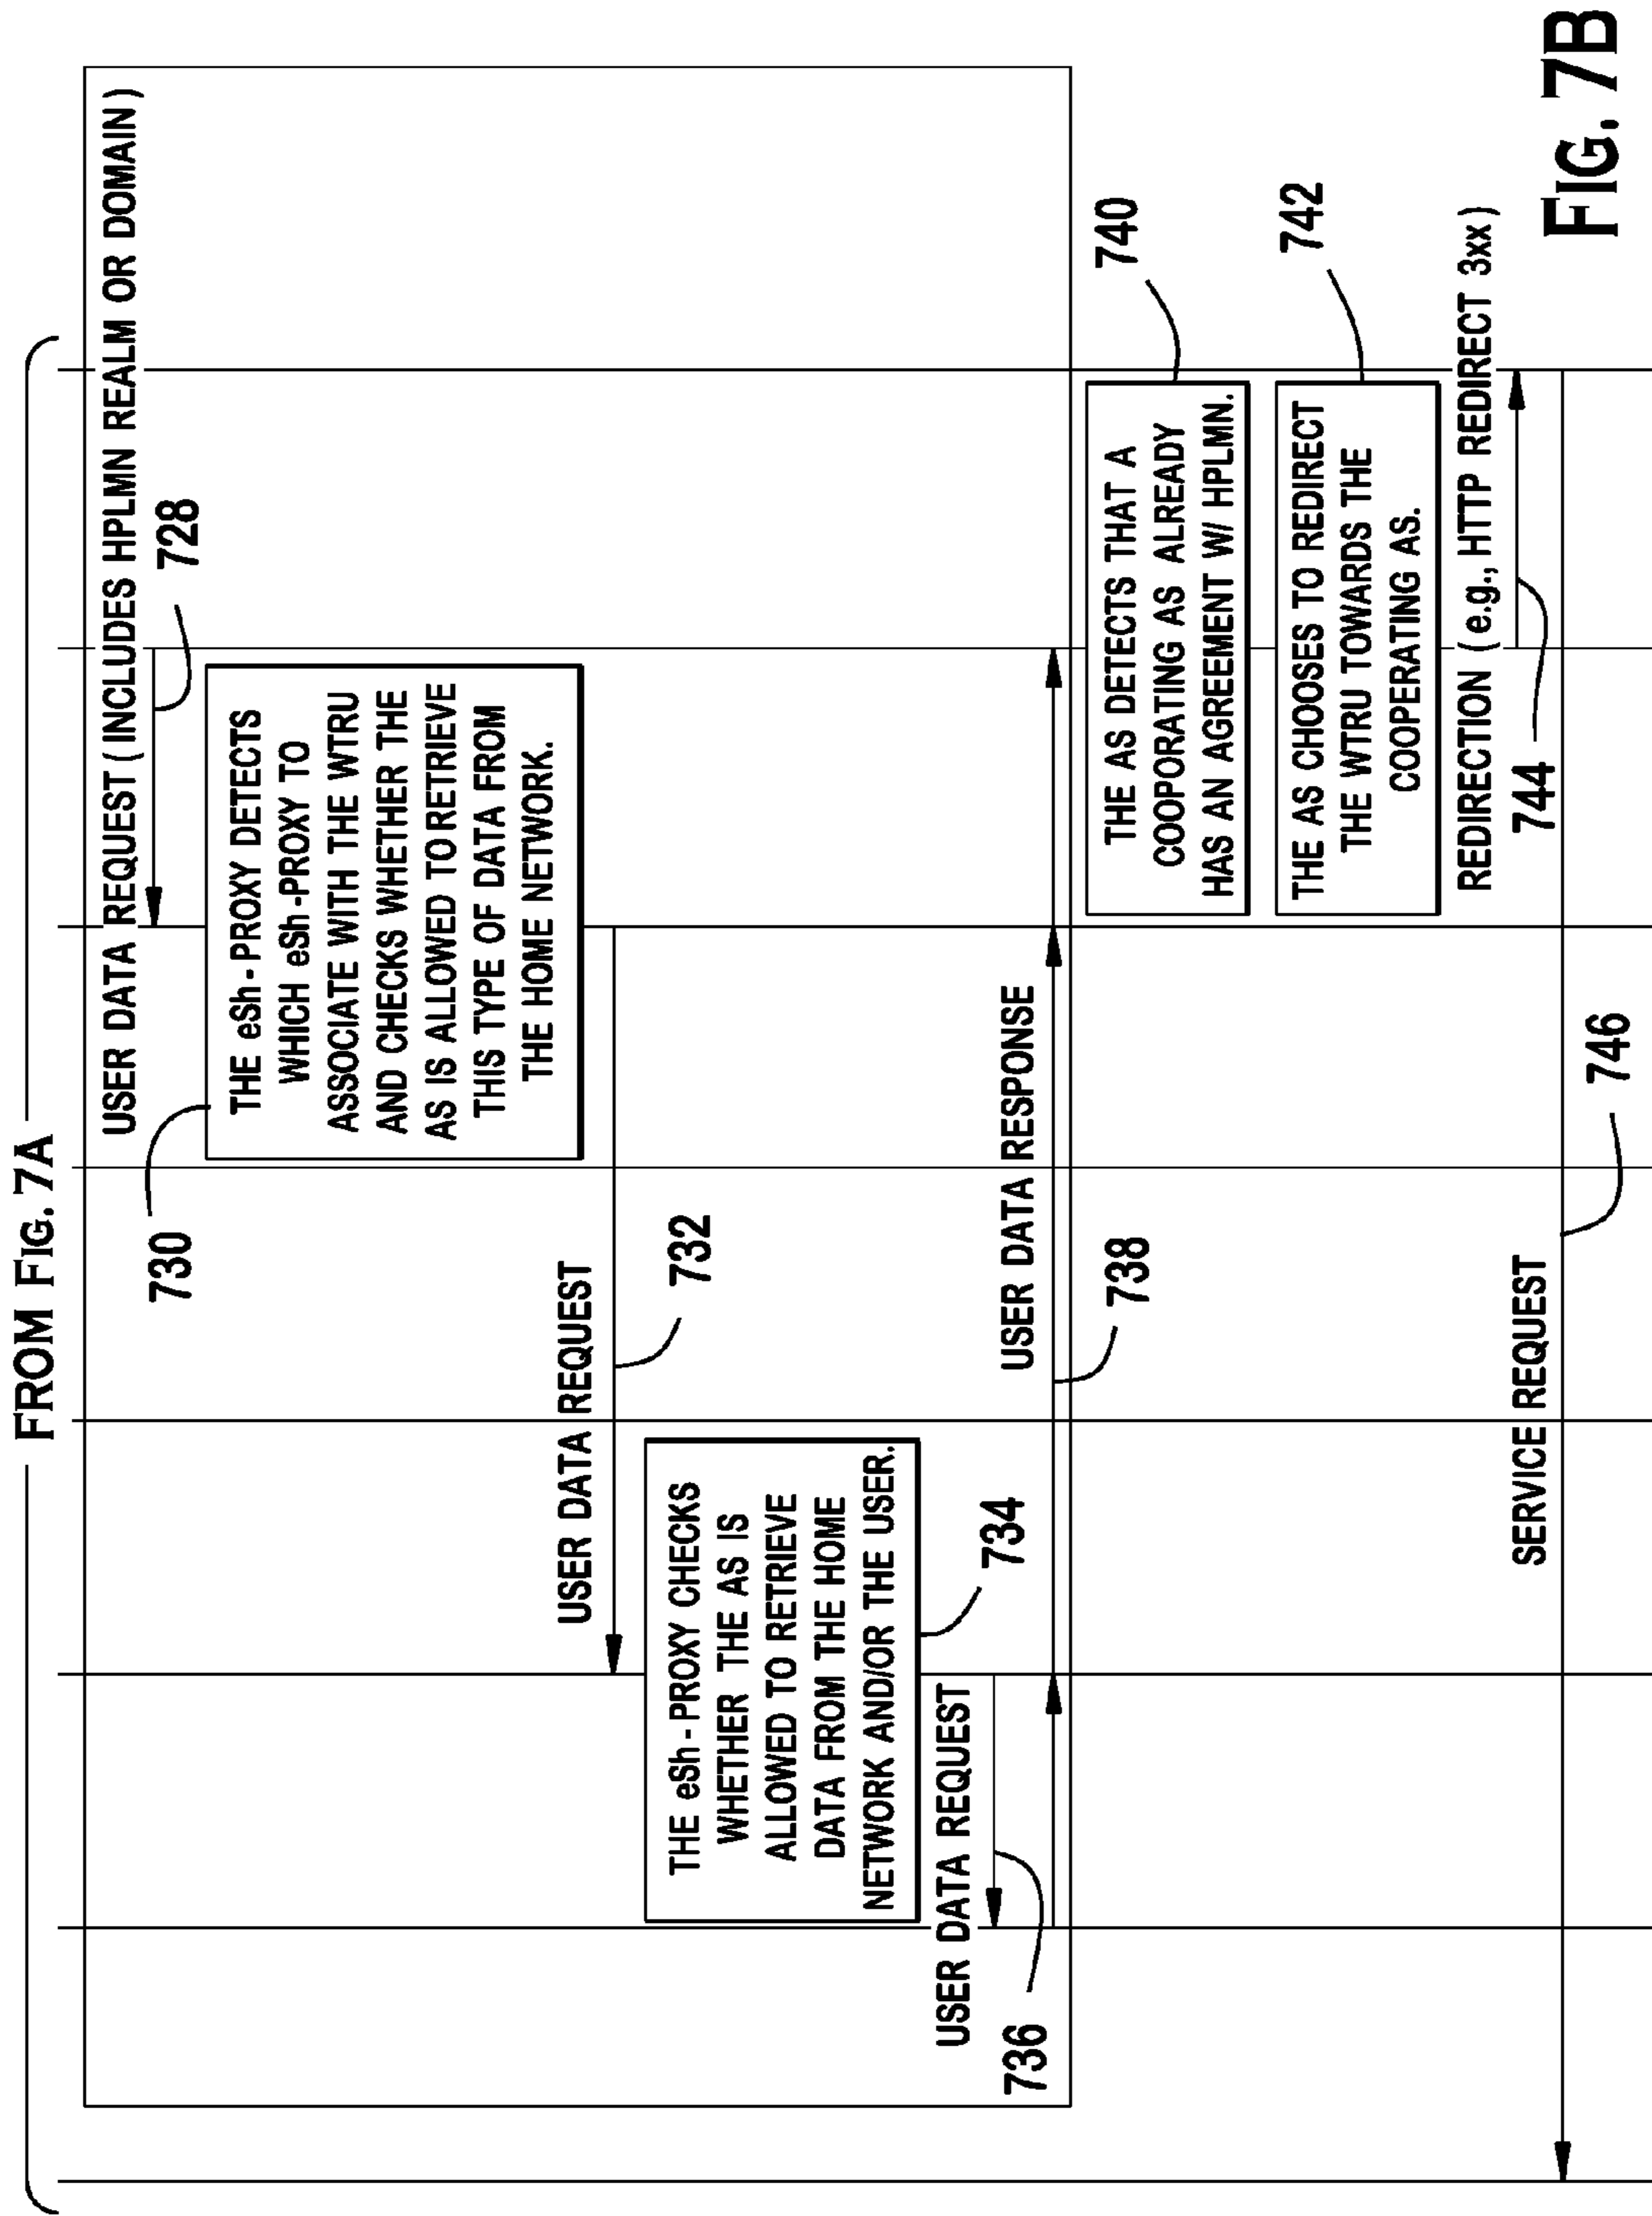 FROM FIG. 7A
USER DATA REQUEST (INCLUDES HPLMN REALM OR DOMAIN)
728
730
THE eSh-PROXY DETECTS
WHICH eSh-PROXY TO
ASSOCIATE WITH THE WTRU
AND CHECKS WHETHER THE
AS IS ALLOWED TO RETRIEVE
THIS TYPE OF DATA FROM
THE HOME NETWORK.
USER DATA REQUEST
732
THE eSh-PROXY CHECKS
WHETHER THE AS IS
ALLOWED TO RETRIEVE
DATA FROM THE HOME
NETWORK AND/OR THE USER.
734
USER DATA REQUEST
736
USER DATA RESPONSE
738
THE AS DETECTS THAT A
COOPORATING AS ALREADY
HAS AN AGREEMENT W/ HPLMN.
740
THE AS CHOOSES TO REDIRECT
THE WTRU TOWARDS THE
COOPERATING AS.
742
REDIRECTION (e.g., HTTP REDIRECT 3xx)
744
SERVICE REQUEST
746
FIG. 7B